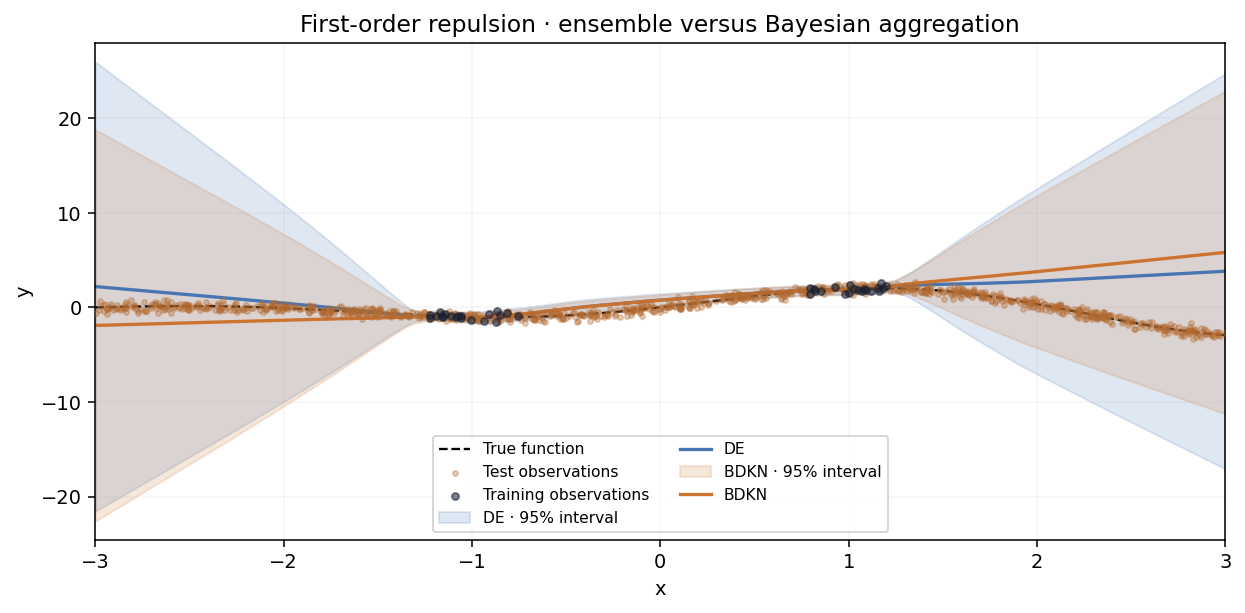 First-order repulsion · ensemble versus Bayesian aggregation
y
20
10
0
−10
−20
True function
Test observations
Training observations
DE · 95% interval
DE
BDKN · 95% interval
BDKN
−3 −2 −1 0 1 2 3
x